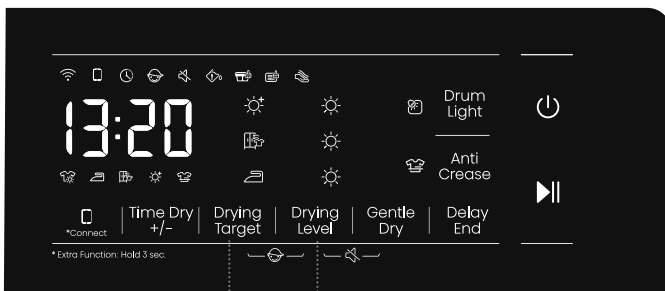 Drum
Light
13:20
Anti
Crease
*Connect
Time Dry
+/-
Drying
Target
Drying
Level
Gentle
Dry
Delay
End
* Extra Function: Hold 3 sec.